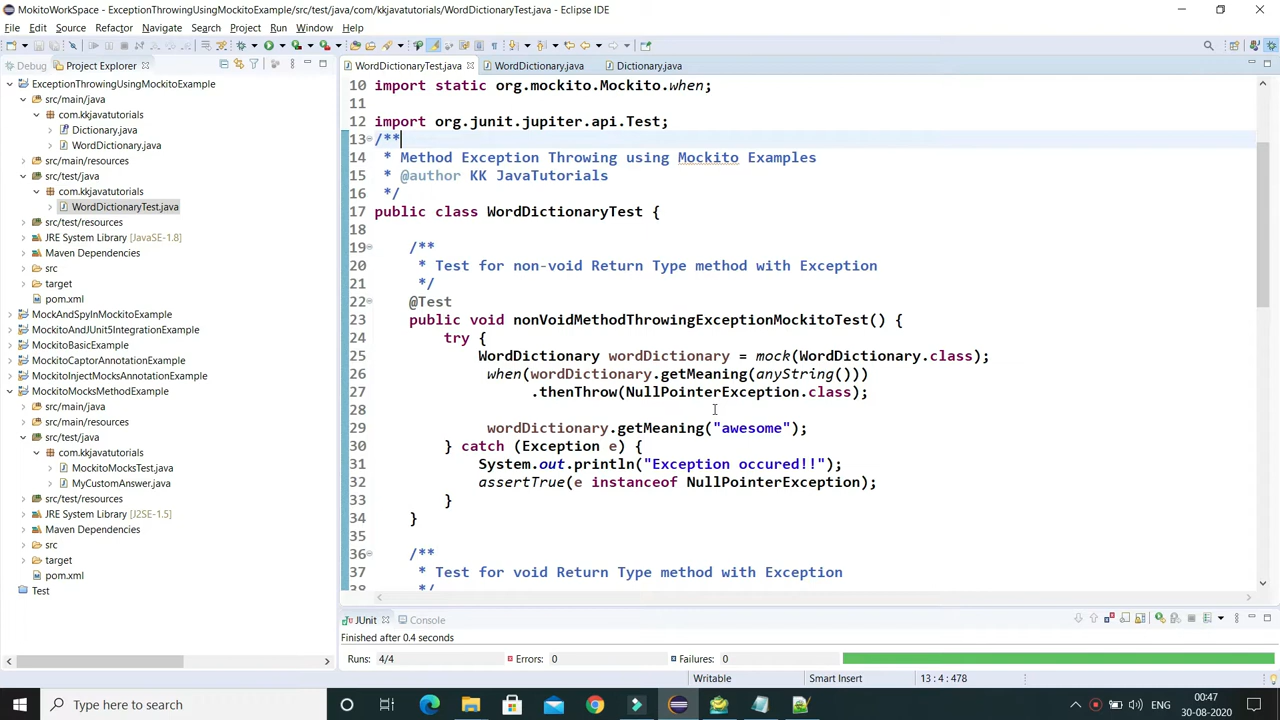 MokitoWorkSpace - ExceptionThrowingUsingMockitoExample/src/test/java/com/kkjavatutorials/WordDictionaryTest.java - Eclipse IDE
File Edit Source Refactor Navigate Search Project Run Window Help
Debug Project Explorer
ExceptionThrowingUsingMockitoExample
src/main/java
com.kkjavatutorials
Dictionary.java
WordDictionary.java
src/main/resources
src/test/java
com.kkjavatutorials
WordDictionaryTest.java
src/test/resources
JRE System Library [JavaSE-1.8]
Maven Dependencies
src
target
pom.xml
MockAndSpyInMockitoExample
MockitoAndJUnit5IntegrationExample
MockitoBasicExample
MockitoCaptorAnnotationExample
MockitoInjectMocksAnnotationExample
MockitoMocksMethodExample
src/main/java
src/main/resources
src/test/java
com.kkjavatutorials
MockitoMocksTest.java
MyCustomAnswer.java
src/test/resources
JRE System Library [J2SE-1.5]
Maven Dependencies
src
target
pom.xml
Test
WordDictionaryTest.java WordDictionary.java Dictionary.java
10 import static org.mockito.Mockito.when;
11
12 import org.junit.jupiter.api.Test;
13 /**
14 * Method Exception Throwing using Mockito Examples
15 * @author KK JavaTutorials
16 */
17 public class WordDictionaryTest {
18
19 /**
20 * Test for non-void Return Type method with Exception
21 */
22 @Test
23 public void nonVoidMethodThrowingExceptionMockitoTest() {
24 try {
25 WordDictionary wordDictionary = mock(WordDictionary.class);
26 when(wordDictionary.getMeaning(anyString()))
27 .thenThrow(NullPointerException.class);
28
29 wordDictionary.getMeaning("awesome");
30 } catch (Exception e) {
31 System.out.println("Exception occured!!");
32 assertTrue(e instanceof NullPointerException);
33 }
34 }
35
36 /**
37 * Test for void Return Type method with Exception
38 */
JUnit Console
Finished after 0.4 seconds
Runs: 4/4 Errors: 0 Failures: 0
Writable Smart Insert 13 : 4 : 478
Type here to search
ENG
00:47
30-08-2020